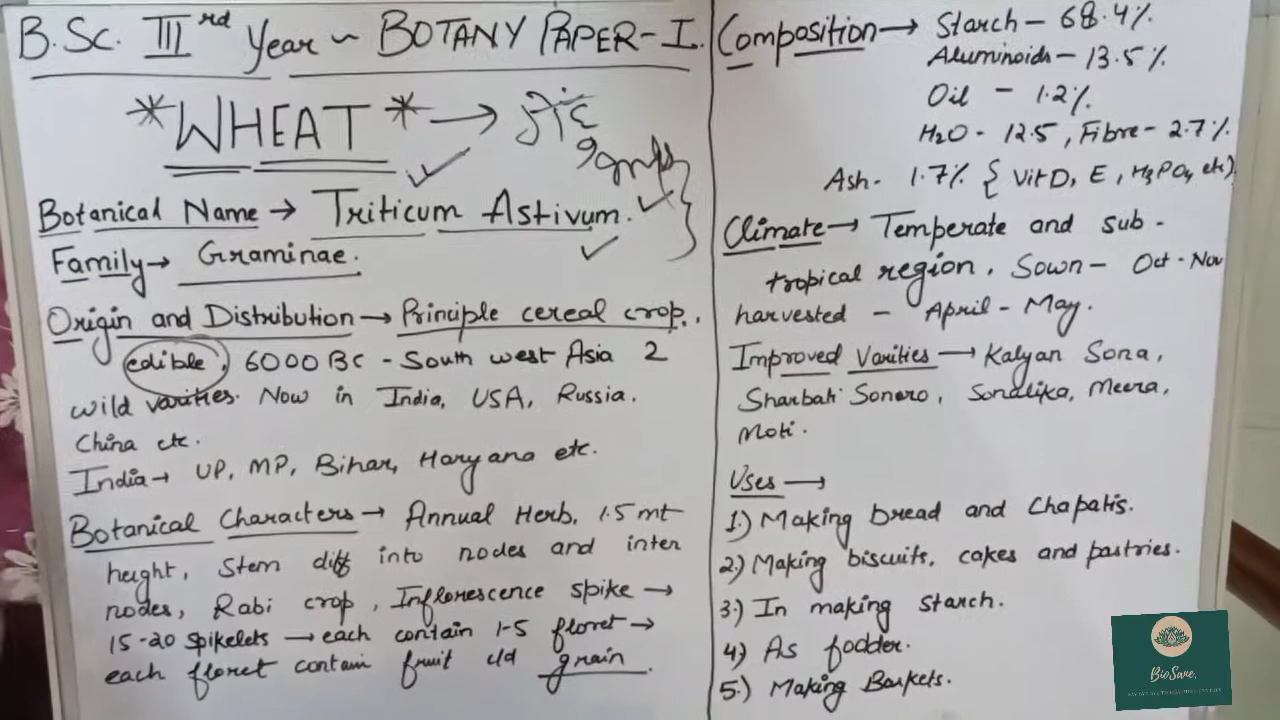 B.Sc. IIIrd Year ~ BOTANY PAPER-I.
*WHEAT* →
Botanical Name → Triticum Astivum.
Family → Graminae.
Origin and Distribution → Principle cereal crop.
edible, 6000 BC - South west Asia 2
wild varities. Now in India, USA, Russia.
China etc.
India → UP, MP, Bihar, Haryana etc.
Botanical Characters → Annual Herb, 1.5 mt
height, Stem diff into nodes and inter
nodes, Rabi crop, Inflorescence spike →
15-20 spikelets → each contain 1-5 floret →
each floret contain fruit c/d grain.
Composition → Starch - 68.4%
Aluminoids - 13.5%
Oil - 1.2%
H2O - 12.5, Fibre - 2.7%
Ash - 1.7% { Vit D, E, H3PO4 etc)
Climate → Temperate and sub-
tropical region. Sown - Oct-Nov
harvested - April - May.
Improved Varities → Kalyan Sona,
Sharbati Sonaro, Sonalika, Meera,
Moti.
Uses →
1.) Making bread and Chapatis.
2.) Making biscuits, cakes and pastries.
3.) In making Starch.
4.) As fodder.
5.) Making Baskets.
BioSane.